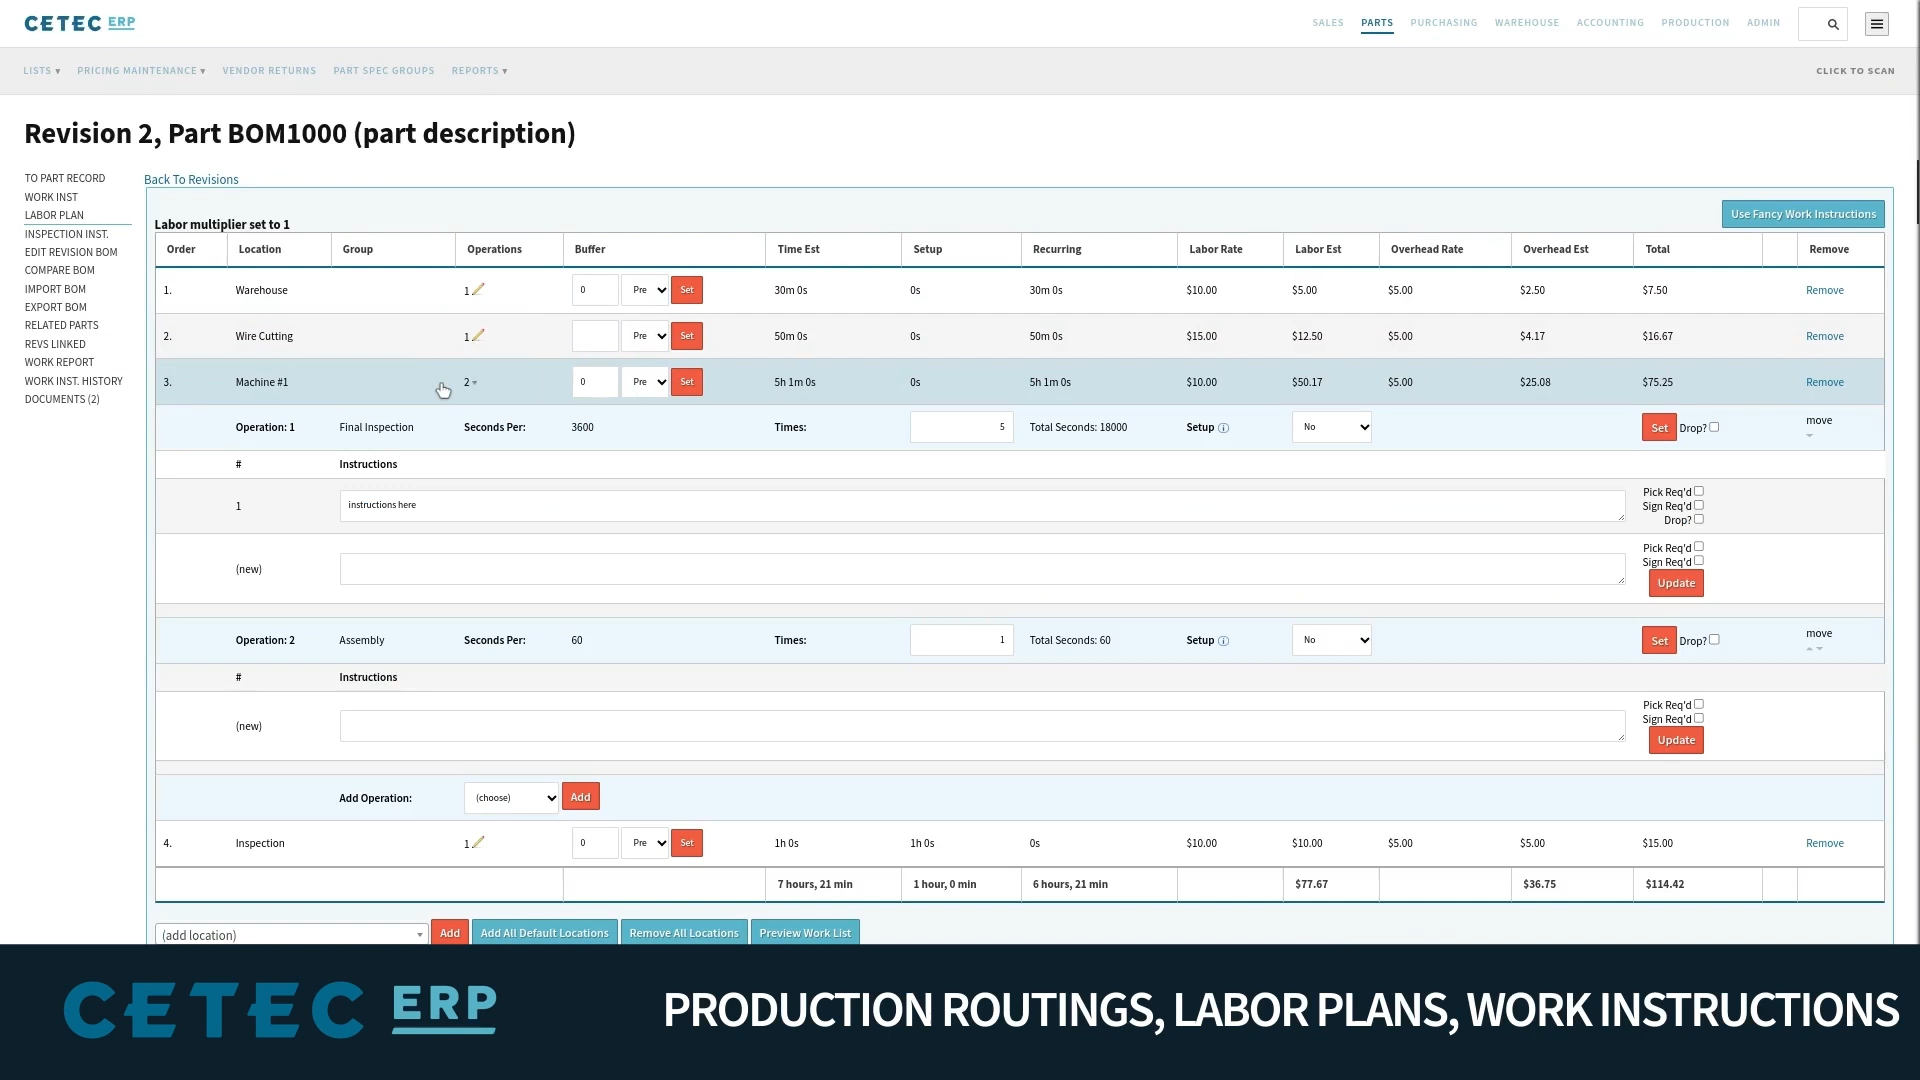 CETEC ERP
SALES PARTS PURCHASING WAREHOUSE ACCOUNTING PRODUCTION ADMIN
LISTS ▾ PRICING MAINTENANCE ▾ VENDOR RETURNS PART SPEC GROUPS REPORTS ▾ CLICK TO SCAN
Revision 2, Part BOM1000 (part description)
TO PART RECORD
WORK INST
LABOR PLAN
INSPECTION INST.
EDIT REVISION BOM
COMPARE BOM
IMPORT BOM
EXPORT BOM
RELATED PARTS
REVS LINKED
WORK REPORT
WORK INST. HISTORY
DOCUMENTS (2)
Back To Revisions
Use Fancy Work Instructions
Labor multiplier set to 1
Order Location Group Operations Buffer Time Est Setup Recurring Labor Rate Labor Est Overhead Rate Overhead Est Total Remove
1. Warehouse 1 0 Pre Set 30m 0s 0s 30m 0s $10.00 $5.00 $5.00 $2.50 $7.50 Remove
2. Wire Cutting 1 Pre Set 50m 0s 0s 50m 0s $15.00 $12.50 $5.00 $4.17 $16.67 Remove
3. Machine #1 2 0 Pre Set 5h 1m 0s 0s 5h 1m 0s $10.00 $50.17 $5.00 $25.08 $75.25 Remove
Operation: 1 Final Inspection Seconds Per: 3600 Times: 5 Total Seconds: 18000 Setup No Set Drop? move
# Instructions
1 instructions here
Pick Req'd
Sign Req'd
Drop?
(new)
Pick Req'd
Sign Req'd
Update
Operation: 2 Assembly Seconds Per: 60 Times: 1 Total Seconds: 60 Setup No Set Drop? move
# Instructions
(new)
Pick Req'd
Sign Req'd
Update
Add Operation: (choose) Add
4. Inspection 1 0 Pre Set 1h 0s 1h 0s 0s $10.00 $10.00 $5.00 $5.00 $15.00 Remove
7 hours, 21 min 1 hour, 0 min 6 hours, 21 min $77.67 $36.75 $114.42
(add location) Add Add All Default Locations Remove All Locations Preview Work List
CETEC ERP
PRODUCTION ROUTINGS, LABOR PLANS, WORK INSTRUCTIONS